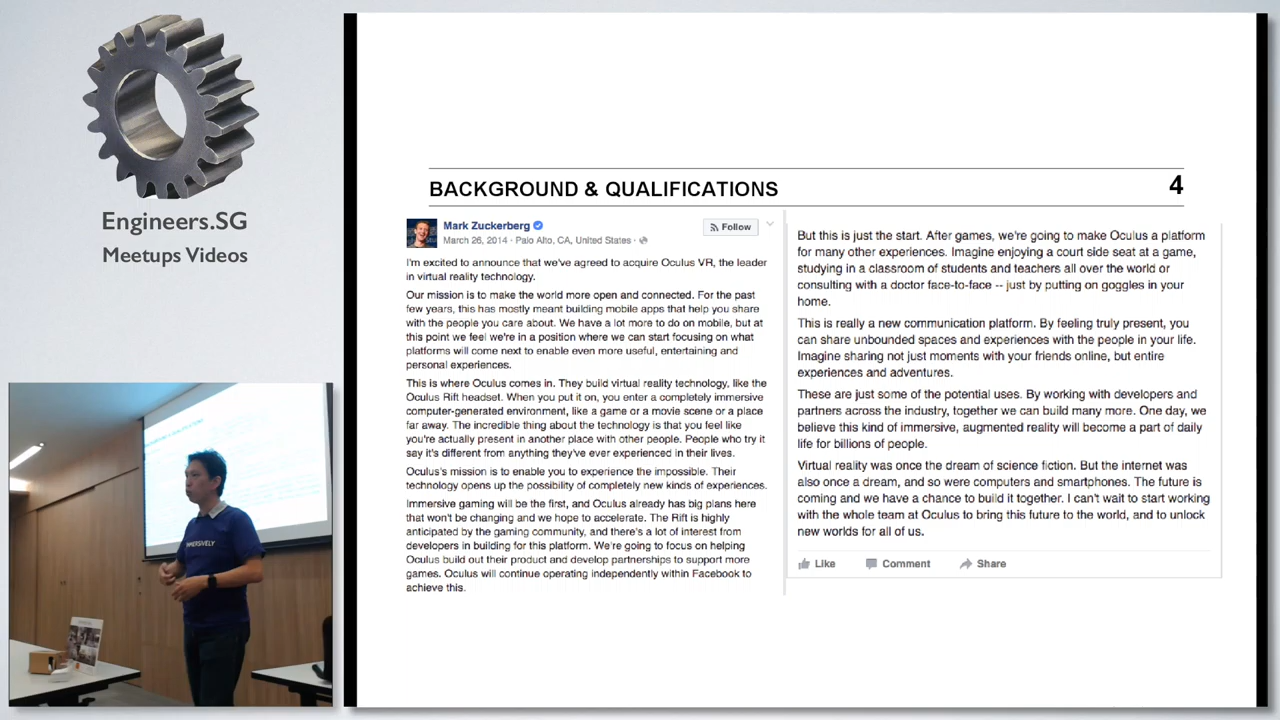 Engineers.SG
Meetups Videos
BACKGROUND & QUALIFICATIONS
4
Mark Zuckerberg
Follow
March 26, 2014 · Palo Alto, CA, United States ·
I'm excited to announce that we've agreed to acquire Oculus VR, the leader
in virtual reality technology.
Our mission is to make the world more open and connected. For the past
few years, this has mostly meant building mobile apps that help you share
with the people you care about. We have a lot more to do on mobile, but at
this point we feel we're in a position where we can start focusing on what
platforms will come next to enable even more useful, entertaining and
personal experiences.
This is where Oculus comes in. They build virtual reality technology, like the
Oculus Rift headset. When you put it on, you enter a completely immersive
computer-generated environment, like a game or a movie scene or a place
far away. The incredible thing about the technology is that you feel like
you're actually present in another place with other people. People who try it
say it's different from anything they've ever experienced in their lives.
Oculus's mission is to enable you to experience the impossible. Their
technology opens up the possibility of completely new kinds of experiences.
Immersive gaming will be the first, and Oculus already has big plans here
that won't be changing and we hope to accelerate. The Rift is highly
anticipated by the gaming community, and there's a lot of interest from
developers in building for this platform. We're going to focus on helping
Oculus build out their product and develop partnerships to support more
games. Oculus will continue operating independently within Facebook to
achieve this.
But this is just the start. After games, we're going to make Oculus a platform
for many other experiences. Imagine enjoying a court side seat at a game,
studying in a classroom of students and teachers all over the world or
consulting with a doctor face-to-face -- just by putting on goggles in your
home.
This is really a new communication platform. By feeling truly present, you
can share unbounded spaces and experiences with the people in your life.
Imagine sharing not just moments with your friends online, but entire
experiences and adventures.
These are just some of the potential uses. By working with developers and
partners across the industry, together we can build many more. One day, we
believe this kind of immersive, augmented reality will become a part of daily
life for billions of people.
Virtual reality was once the dream of science fiction. But the internet was
also once a dream, and so were computers and smartphones. The future is
coming and we have a chance to build it together. I can't wait to start working
with the whole team at Oculus to bring this future to the world, and to unlock
new worlds for all of us.
Like
Comment
Share